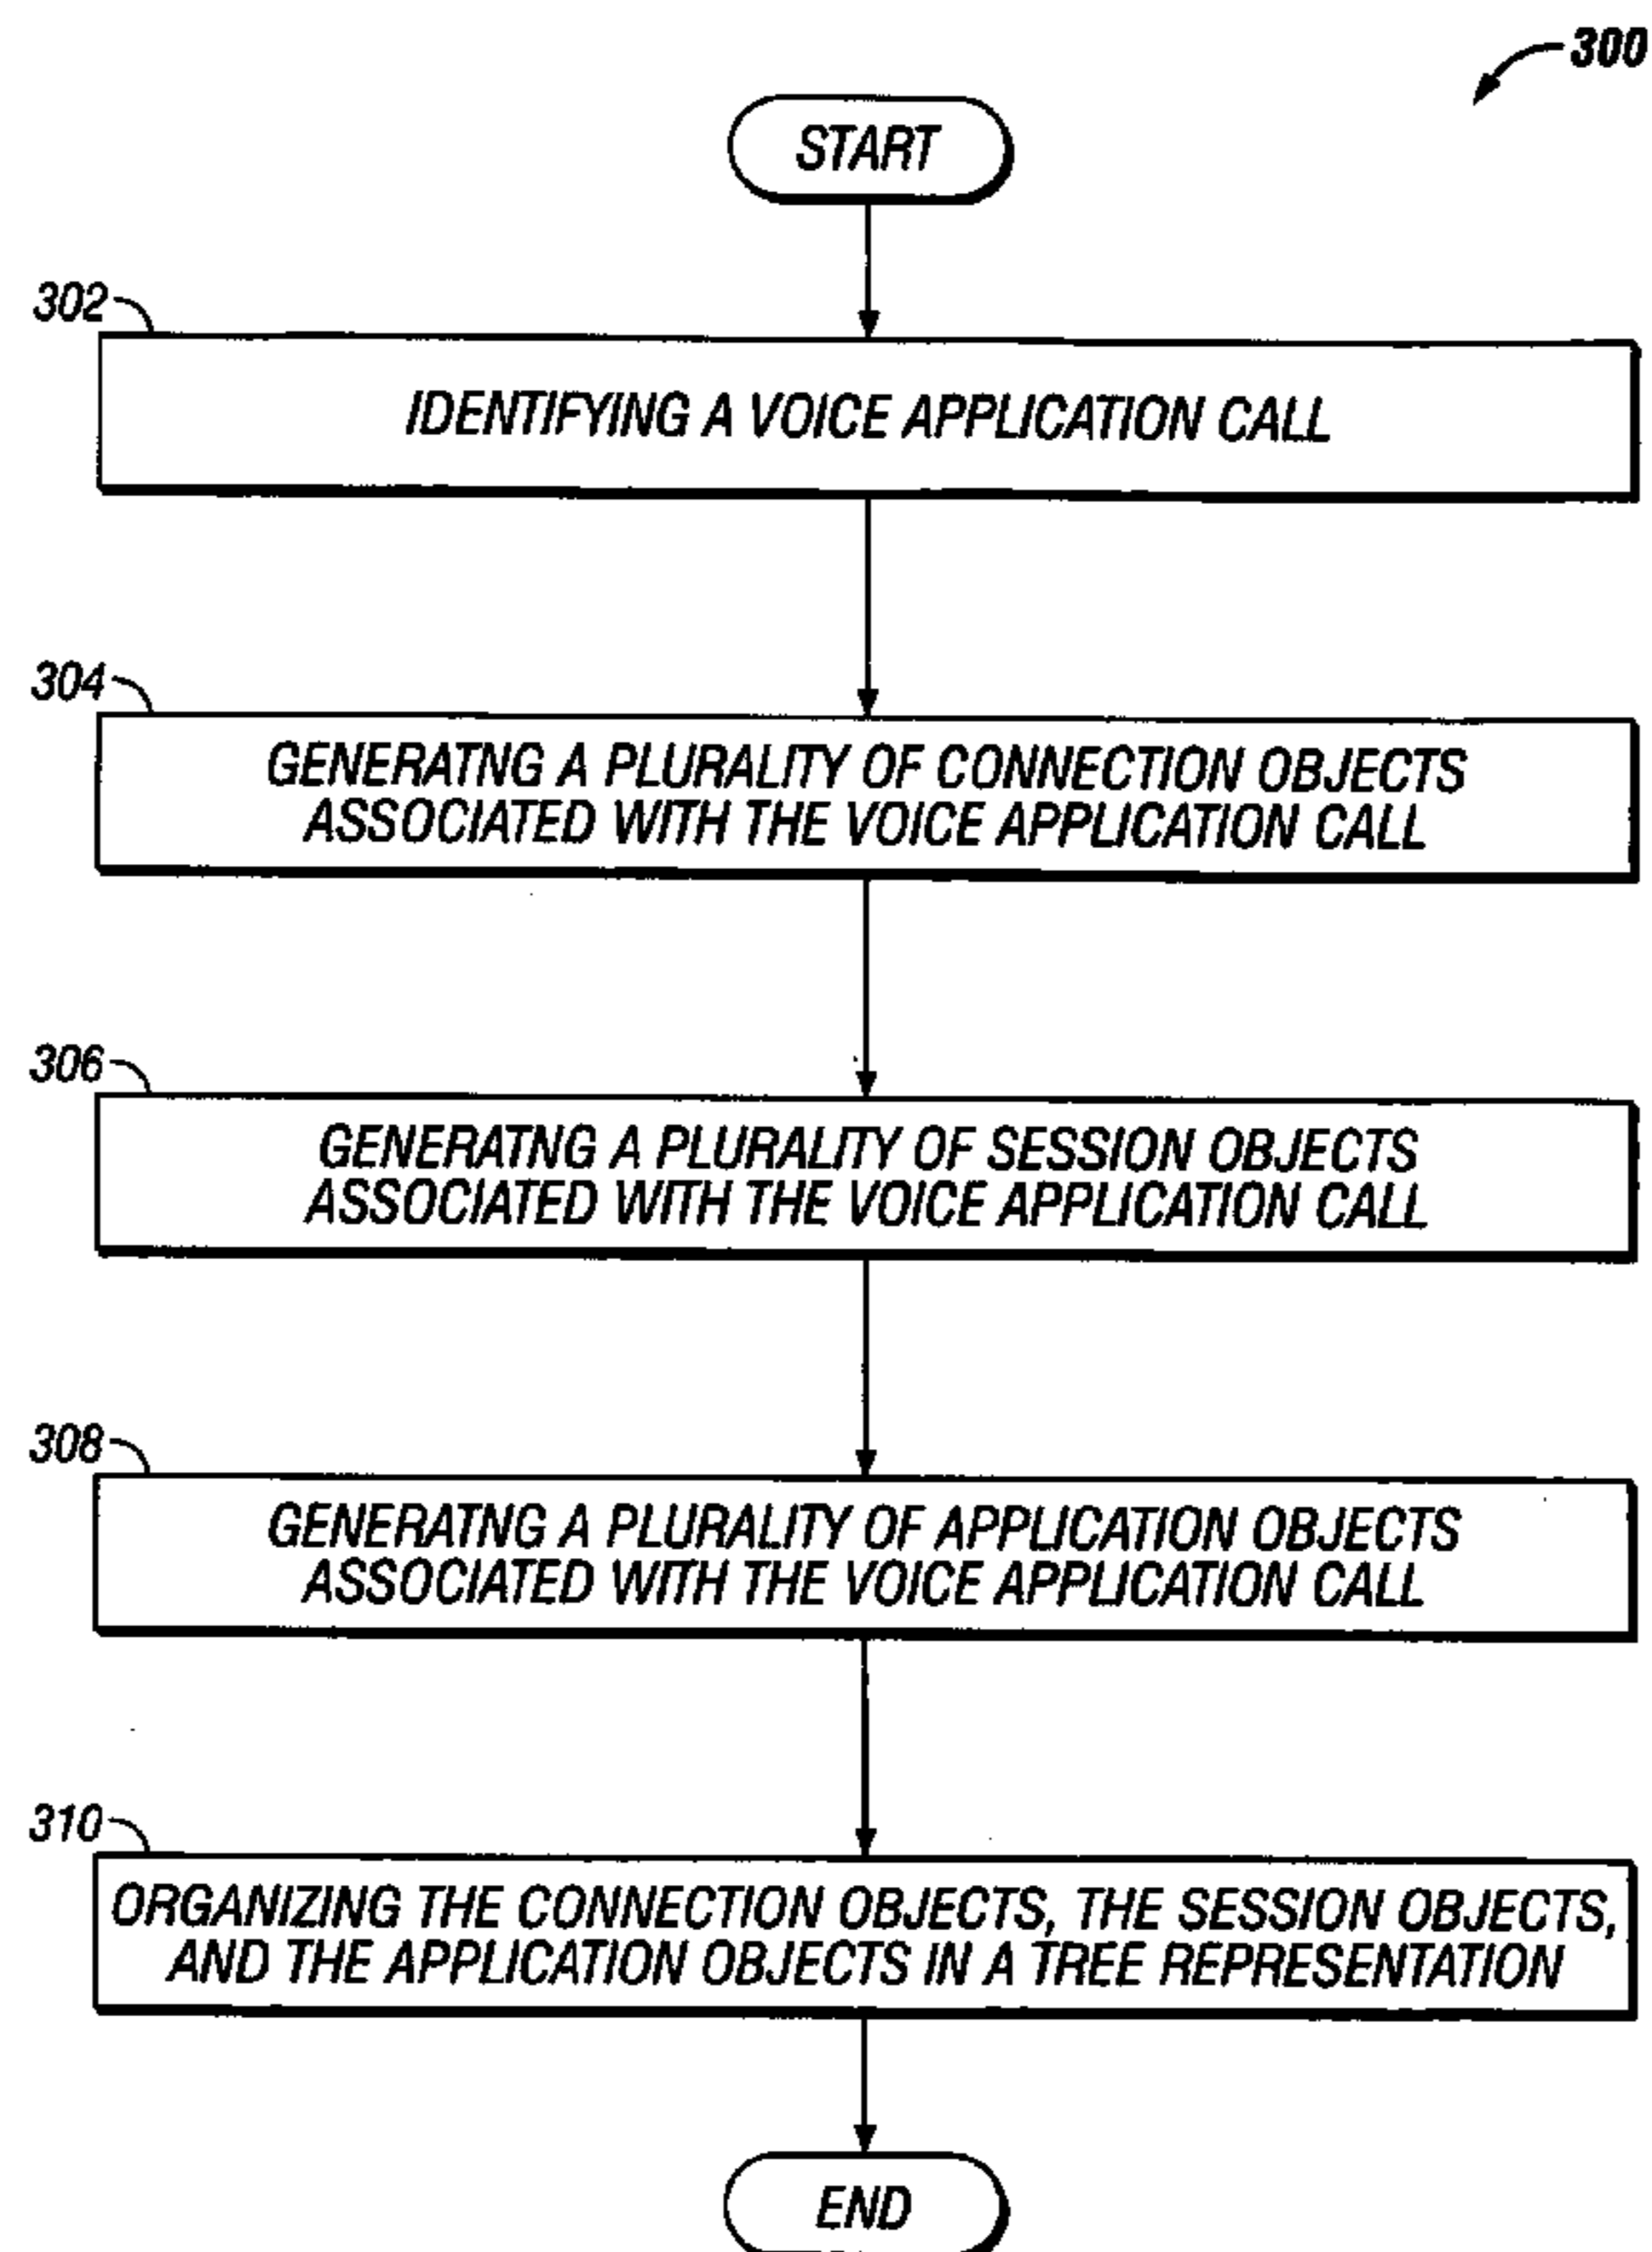 300
START
302
IDENTIFYING A VOICE APPLICATION CALL
304
GENERATNG A PLURALITY OF CONNECTION OBJECTS
ASSOCIATED WITH THE VOICE APPLICATION CALL
306
GENERATNG A PLURALITY OF SESSION OBJECTS
ASSOCIATED WITH THE VOICE APPLICATION CALL
308
GENERATNG A PLURALITY OF APPLICATION OBJECTS
ASSOCIATED WITH THE VOICE APPLICATION CALL
310
ORGANIZING THE CONNECTION OBJECTS, THE SESSION OBJECTS,
AND THE APPLICATION OBJECTS IN A TREE REPRESENTATION
END